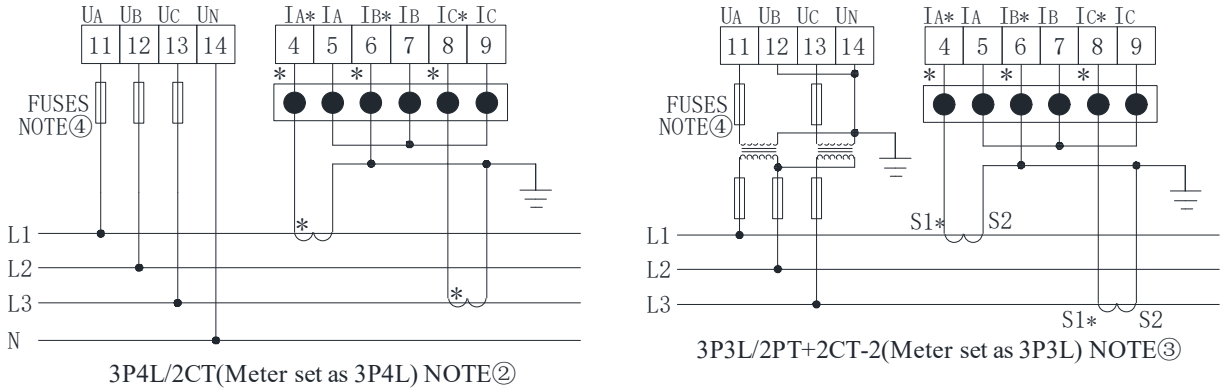 UA UB UC UN IA* IA IB* IB IC* IC
11 12 13 14 4 5 6 7 8 9
* * *
FUSES
NOTE④
*
L1
L2
*
L3
N
3P4L/2CT(Meter set as 3P4L) NOTE②
UA UB UC UN IA* IA IB* IB IC* IC
11 12 13 14 4 5 6 7 8 9
* * *
FUSES
NOTE④
S1* S2
L1
L2
L3
S1* S2
3P3L/2PT+2CT-2(Meter set as 3P3L) NOTE③